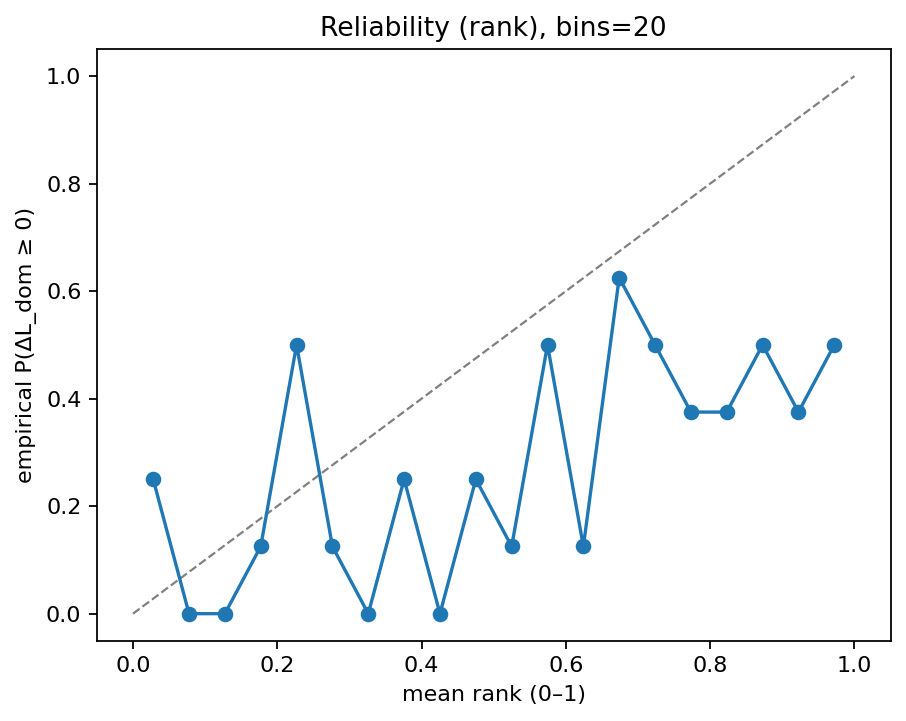 Reliability (rank), bins=20
1.0
0.8
0.6
0.4
0.2
0.0
empirical P(ΔL_dom ≥ 0)
0.0 0.2 0.4 0.6 0.8 1.0
mean rank (0–1)